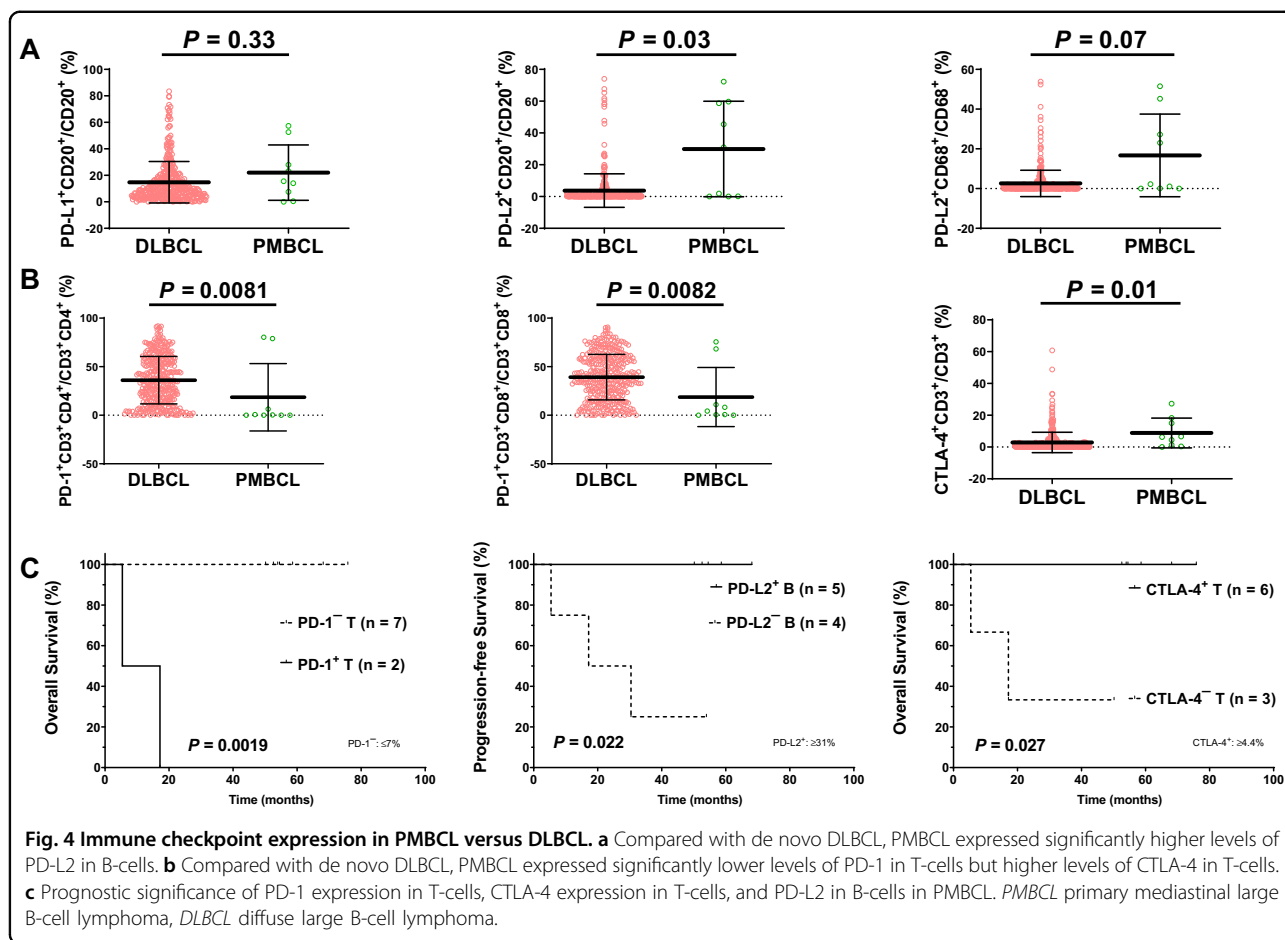 A
P = 0.33
PD-L1⁺CD20⁺/CD20⁺ (%)
100
80
60
40
20
0
-20
DLBCL
PMBCL
P = 0.03
PD-L2⁺CD20⁺/CD20⁺ (%)
80
60
40
20
0
-20
DLBCL
PMBCL
P = 0.07
PD-L2⁺CD68⁺/CD68⁺ (%)
60
40
20
0
-20
DLBCL
PMBCL
B
P = 0.0081
PD-1⁺CD3⁺CD4⁺/CD3⁺CD4⁺ (%)
100
50
0
-50
DLBCL
PMBCL
P = 0.0082
PD-1⁺CD3⁺CD8⁺/CD3⁺CD8⁺ (%)
100
50
0
-50
DLBCL
PMBCL
P = 0.01
CTLA-4⁺CD3⁺/CD3⁺ (%)
80
60
40
20
0
-20
DLBCL
PMBCL
C
Overall Survival (%)
100
80
60
40
20
0
PD-1⁻ T (n = 7)
PD-1⁺ T (n = 2)
P = 0.0019
PD-1⁻: ≤7%
0 20 40 60 80 100
Time (months)
Progression-free Survival (%)
100
80
60
40
20
0
PD-L2⁺ B (n = 5)
PD-L2⁻ B (n = 4)
P = 0.022
PD-L2⁺: ≥31%
0 20 40 60 80 100
Time (months)
Overall Survival (%)
100
80
60
40
20
0
CTLA-4⁺ T (n = 6)
CTLA-4⁻ T (n = 3)
P = 0.027
CTLA-4⁺: ≥4.4%
0 20 40 60 80 100
Time (months)
Fig. 4 Immune checkpoint expression in PMBCL versus DLBCL. a Compared with de novo DLBCL, PMBCL expressed significantly higher levels of
PD-L2 in B-cells. b Compared with de novo DLBCL, PMBCL expressed significantly lower levels of PD-1 in T-cells but higher levels of CTLA-4 in T-cells.
c Prognostic significance of PD-1 expression in T-cells, CTLA-4 expression in T-cells, and PD-L2 in B-cells in PMBCL. PMBCL primary mediastinal large
B-cell lymphoma, DLBCL diffuse large B-cell lymphoma.